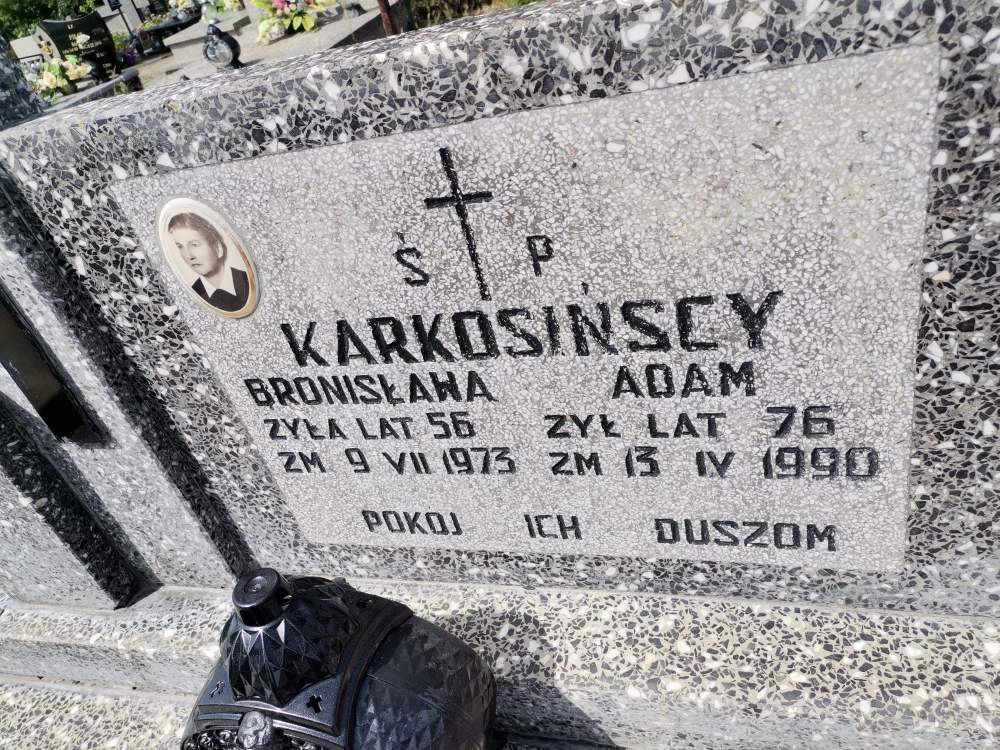 Ś P
KARKOSIŃSCY
BRONISŁAWA ADAM
ŻYŁA LAT 56 ŻYŁ LAT 76
ZM 9 VII 1973 ZM 13 IV 1990
POKOJ ICH DUSZOM